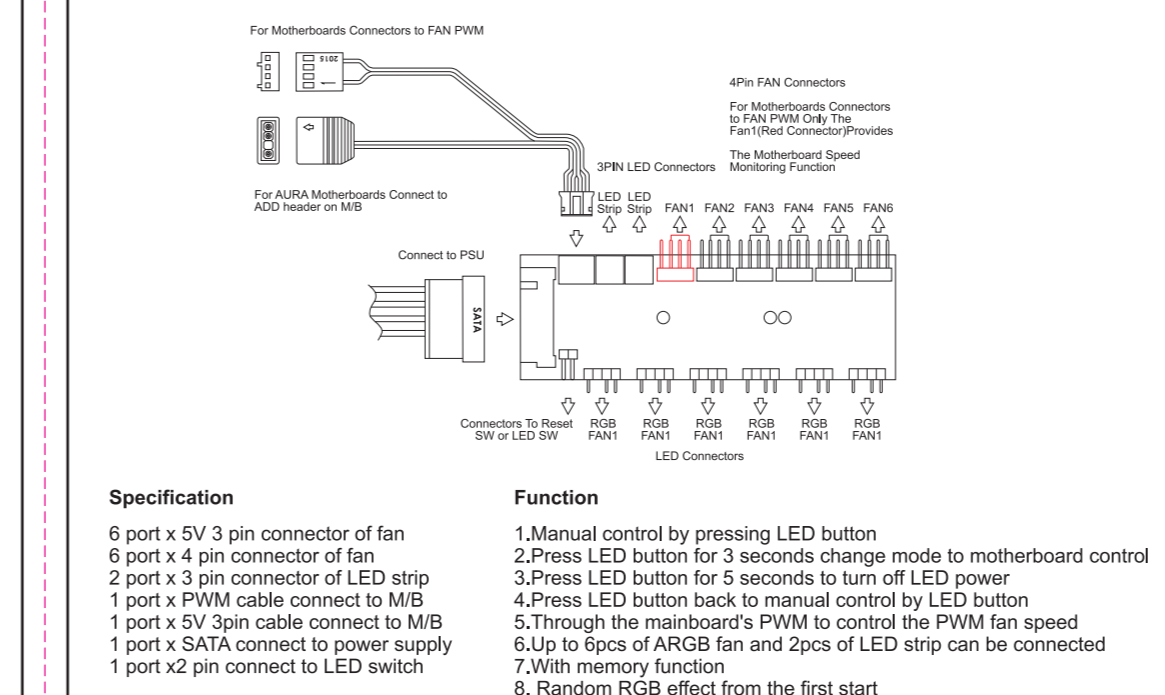 For Motherboards Connectors to FAN PWM
2015
4Pin FAN Connectors
For Motherboards Connectors
to FAN PWM Only The
Fan1(Red Connector)Provides
The Motherboard Speed
Monitoring Function
3PIN LED Connectors
For AURA Motherboards Connect to
ADD header on M/B
LED Strip
LED Strip
FAN1 FAN2 FAN3 FAN4 FAN5 FAN6
Connect to PSU
SATA
Connectors To Reset
SW or LED SW
RGB FAN1
RGB FAN1
RGB FAN1
RGB FAN1
RGB FAN1
RGB FAN1
LED Connectors
Specification
6 port x 5V 3 pin connector of fan
6 port x 4 pin connector of fan
2 port x 3 pin connector of LED strip
1 port x PWM cable connect to M/B
1 port x 5V 3pin cable connect to M/B
1 port x SATA connect to power supply
1 port x2 pin connect to LED switch
Function
1.Manual control by pressing LED button
2.Press LED button for 3 seconds change mode to motherboard control
3.Press LED button for 5 seconds to turn off LED power
4.Press LED button back to manual control by LED button
5.Through the mainboard's PWM to control the PWM fan speed
6.Up to 6pcs of ARGB fan and 2pcs of LED strip can be connected
7.With memory function
8. Random RGB effect from the first start